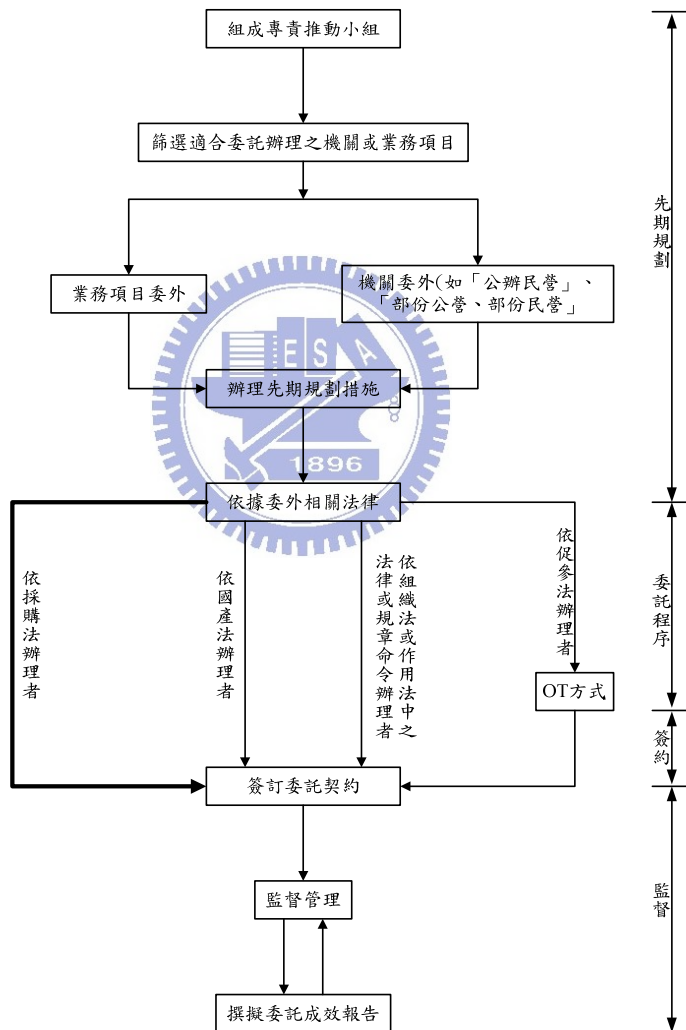 組成專責推動小組
篩選適合委託辦理之機關或業務項目
業務項目委外
機關委外(如「公辦民營」、
「部份公營、部份民營」
ESA
辦理先期規劃措施
1896
依據委外相關法律
依採購法辦理者
依國產法辦理者
依組織法或作用法中之
法律或規章命令辦理者
依促參法辦理者
OT方式
簽訂委託契約
監督管理
撰擬委託成效報告
先期規劃
委託程序
簽約
監督